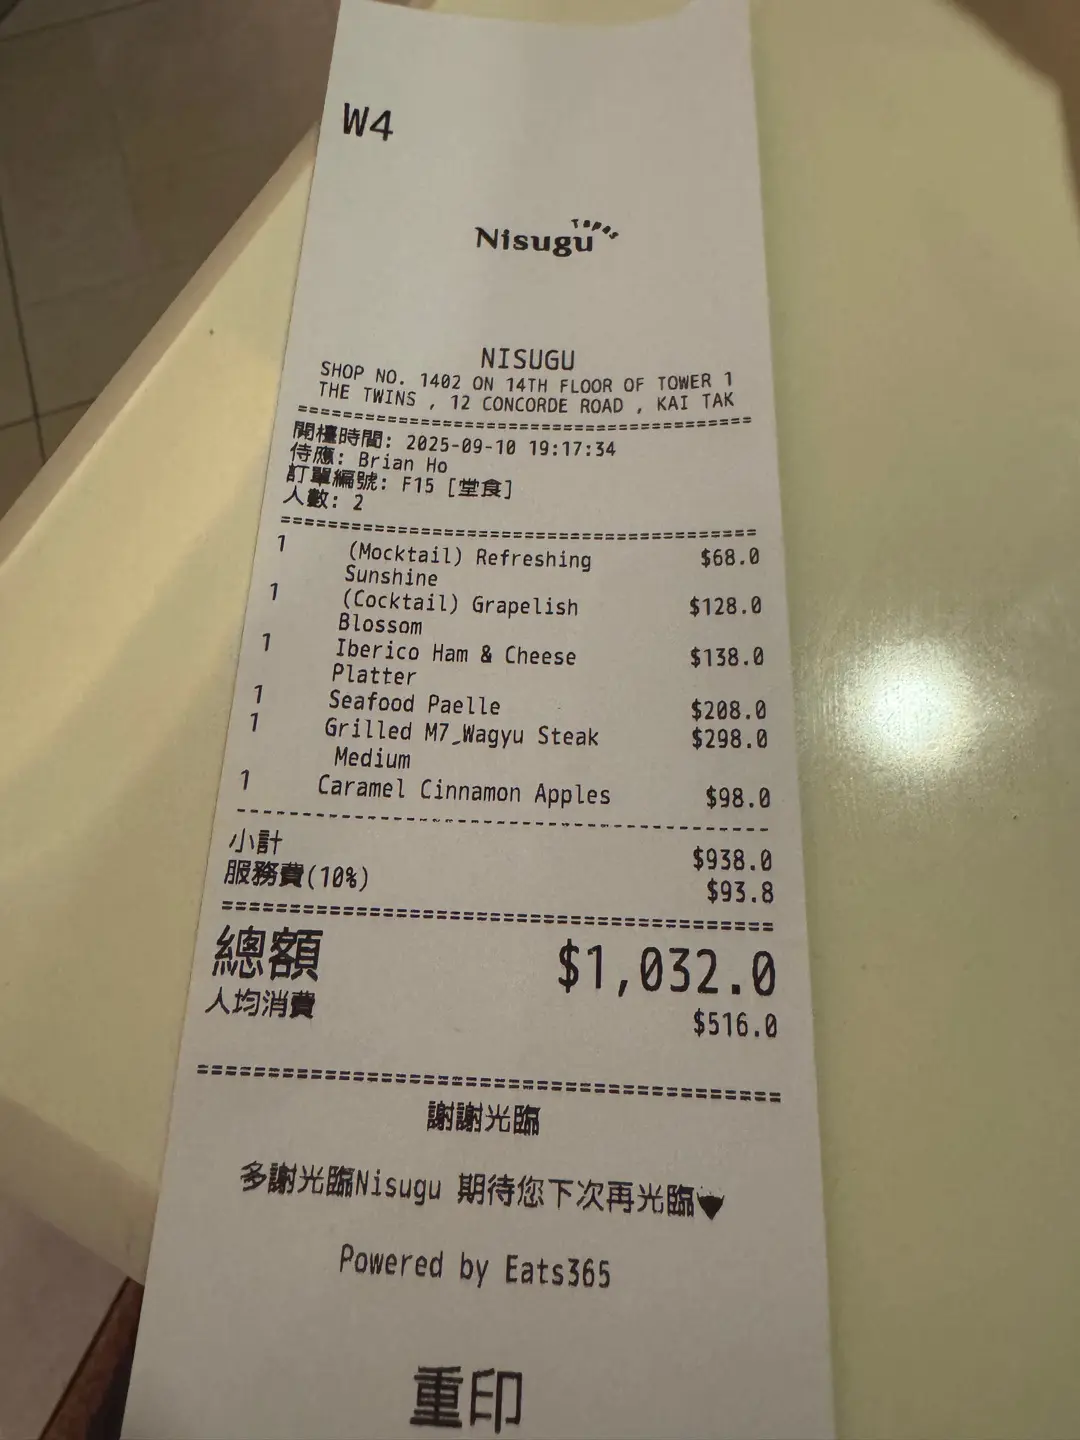 W4
Nisugu Tapas
NISUGU
SHOP NO. 1402 ON 14TH FLOOR OF TOWER 1
THE TWINS , 12 CONCORDE ROAD , KAI TAK
======================================
開檯時間: 2025-09-10 19:17:34
侍應: Brian Ho
訂單編號: F15 [堂食]
人數: 2
======================================
1 (Mocktail) Refreshing $68.0
Sunshine
1 (Cocktail) Grapelish $128.0
Blossom
1 Iberico Ham & Cheese $138.0
Platter
1 Seafood Paelle $208.0
1 Grilled M7_Wagyu Steak $298.0
Medium
1 Caramel Cinnamon Apples $98.0
--------------------------------------
小計 $938.0
服務費(10%) $93.8
======================================
總額 $1,032.0
人均消費 $516.0
======================================
謝謝光臨
多謝光臨Nisugu 期待您下次再光臨♥
Powered by Eats365
重印